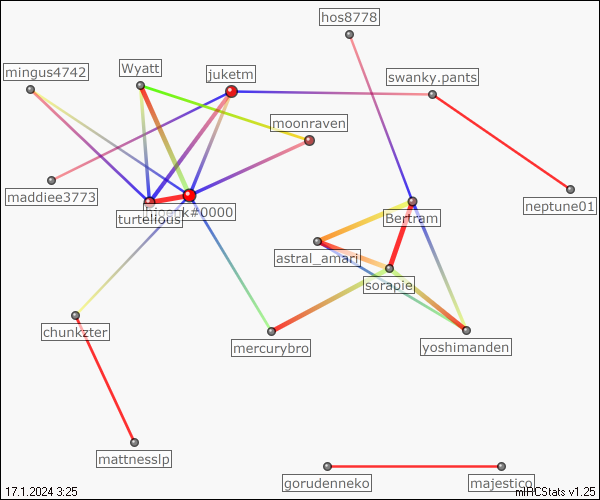 hos8778
mingus4742
Wyatt
juketm
swanky.pants
moonraven
maddiee3773
neptune01
turtelious
#0000
Bertram
astral_amari
sorapie
chunkzter
mercurybro
yoshimanden
mattnesslp
gorudenneko
majestico
17.1.2024 3:25
mIRCStats v1.25